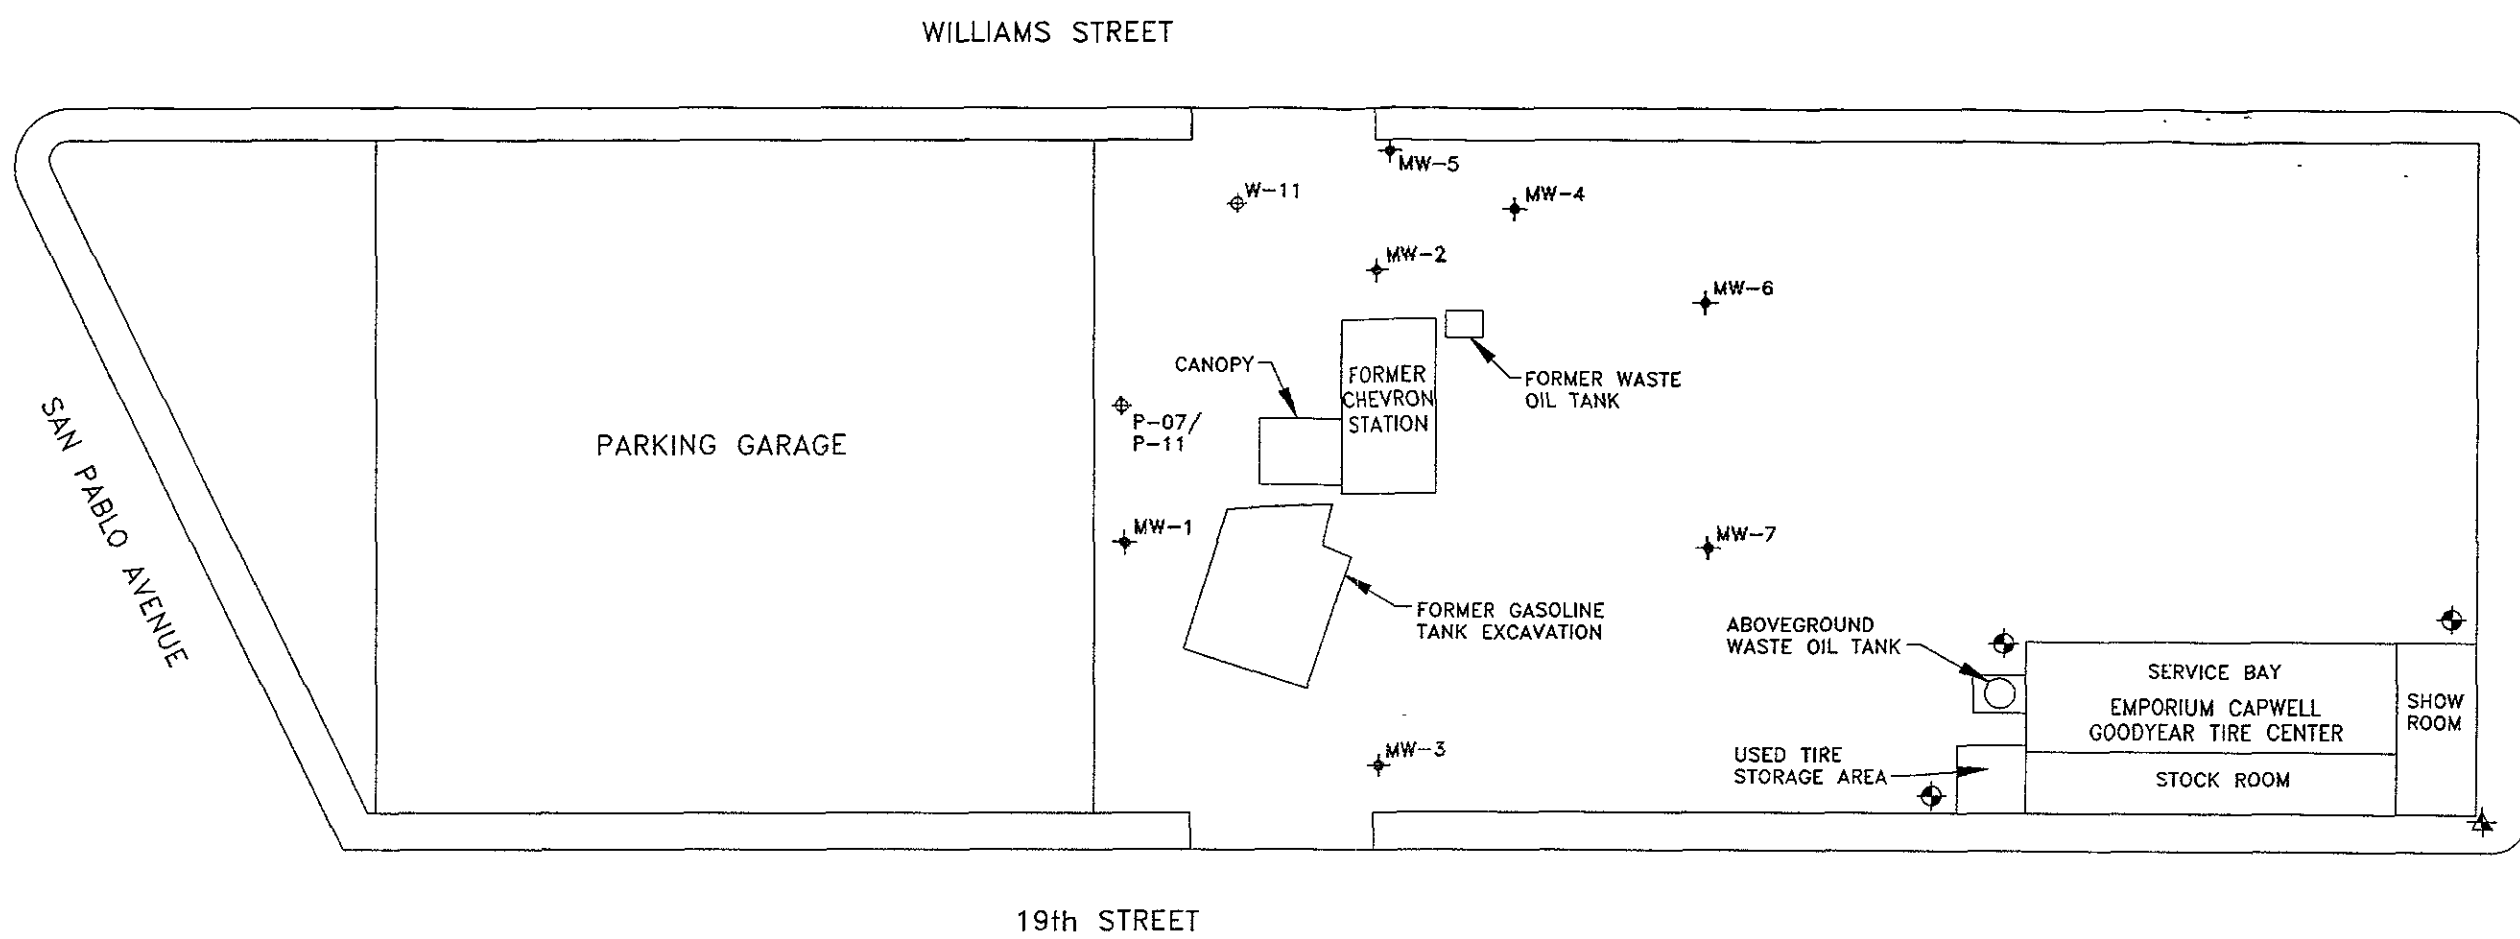 WILLIAMS STREET
MW-5
W-11
MW-4
MW-2
MW-6
CANOPY
FORMER
CHEVRON
STATION
FORMER WASTE
OIL TANK
P-07/
P-11
SAN PABLO AVENUE
PARKING GARAGE
MW-1
MW-7
FORMER GASOLINE
TANK EXCAVATION
ABOVEGROUND
WASTE OIL TANK
SERVICE BAY
EMPORIUM CAPWELL
GOODYEAR TIRE CENTER
SHOW
ROOM
MW-3
USED TIRE
STORAGE AREA
STOCK ROOM
19th STREET